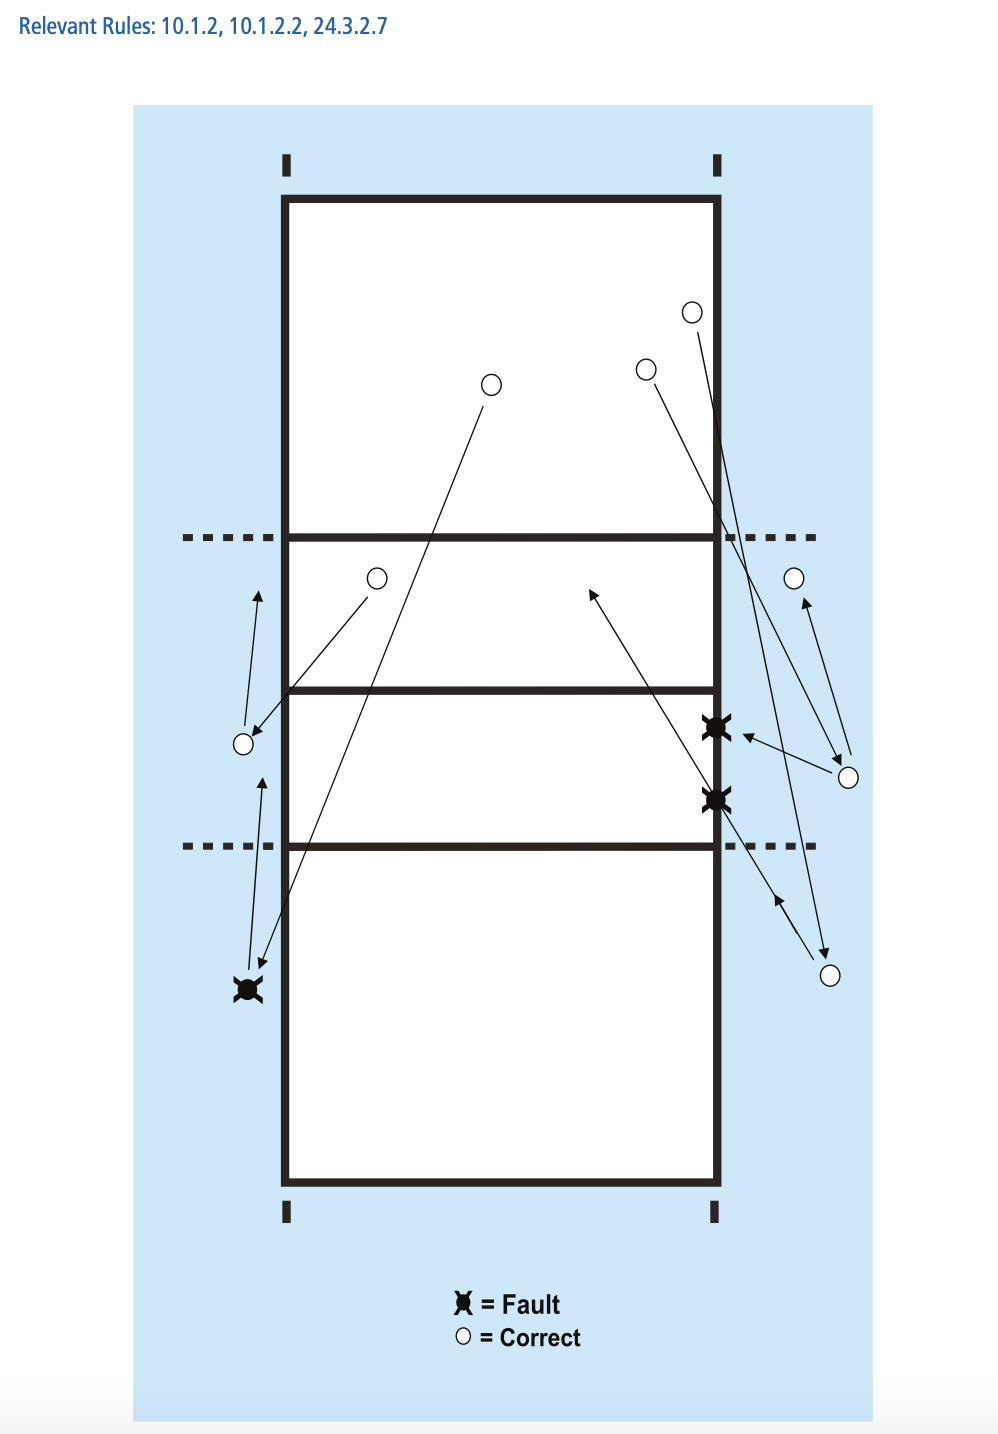 Relevant Rules: 10.1.2, 10.1.2.2, 24.3.2.7
= Fault
= Correct